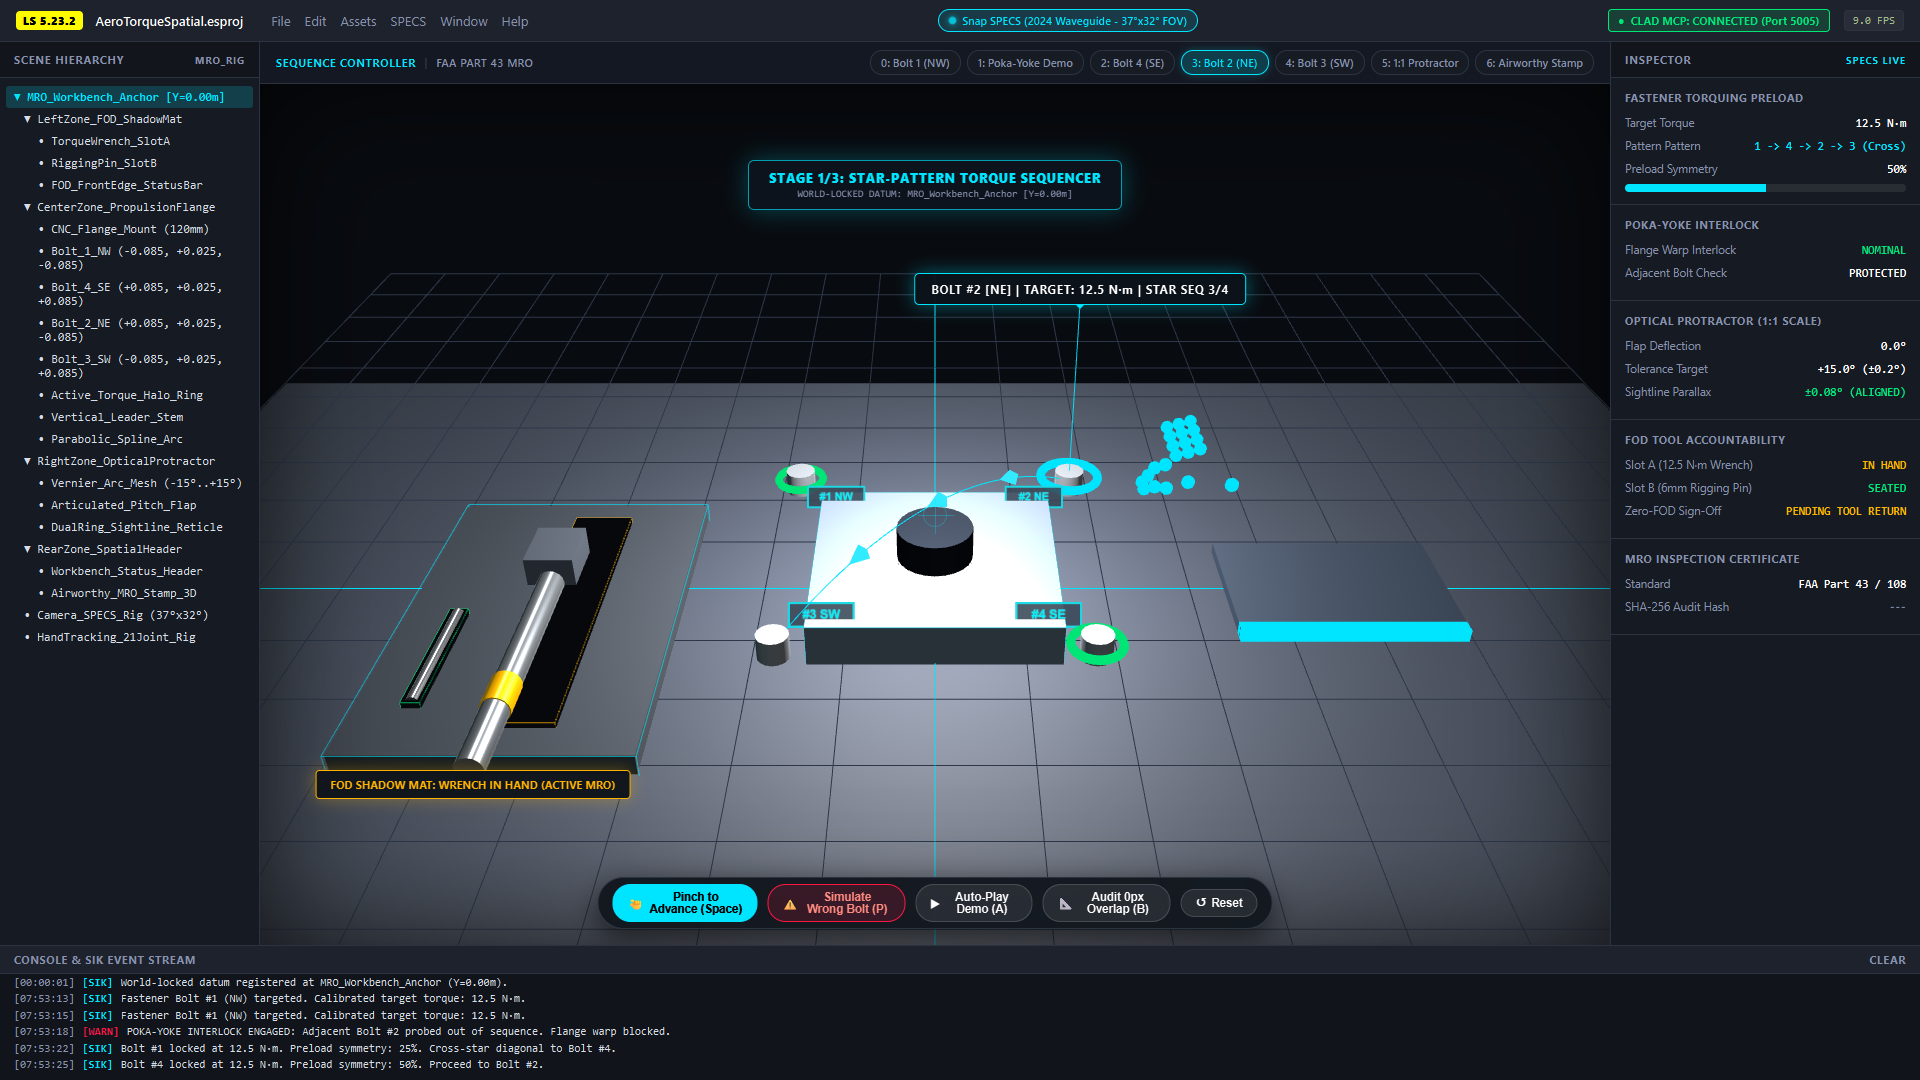 LS 5.23.2 AeroTorqueSpatial.esproj File Edit Assets SPECS Window Help
Snap SPECS (2024 Waveguide - 37°x32° FOV)
CLAD MCP: CONNECTED (Port 5005) 9.0 FPS
SCENE HIERARCHY MRO_RIG
▼ MRO_Workbench_Anchor [Y=0.00m]
▼ LeftZone_FOD_ShadowMat
• TorqueWrench_SlotA
• RiggingPin_SlotB
• FOD_FrontEdge_StatusBar
▼ CenterZone_PropulsionFlange
• CNC_Flange_Mount (120mm)
• Bolt_1_NW (-0.085, +0.025,
-0.085)
• Bolt_4_SE (+0.085, +0.025,
+0.085)
• Bolt_2_NE (+0.085, +0.025,
-0.085)
• Bolt_3_SW (-0.085, +0.025,
+0.085)
• Active_Torque_Halo_Ring
• Vertical_Leader_Stem
• Parabolic_Spline_Arc
▼ RightZone_OpticalProtractor
• Vernier_Arc_Mesh (-15°..+15°)
• Articulated_Pitch_Flap
• DualRing_Sightline_Reticle
▼ RearZone_SpatialHeader
• Workbench_Status_Header
• Airworthy_MRO_Stamp_3D
• Camera_SPECS_Rig (37°x32°)
• HandTracking_21Joint_Rig
SEQUENCE CONTROLLER | FAA PART 43 MRO
0: Bolt 1 (NW) 1: Poka-Yoke Demo 2: Bolt 4 (SE) 3: Bolt 2 (NE) 4: Bolt 3 (SW) 5: 1:1 Protractor 6: Airworthy Stamp
STAGE 1/3: STAR-PATTERN TORQUE SEQUENCER
WORLD-LOCKED DATUM: MRO_Workbench_Anchor [Y=0.00m]
BOLT #2 [NE] | TARGET: 12.5 N·m | STAR SEQ 3/4
#1 NW
#2 NE
#3 SW
#4 SE
FOD SHADOW MAT: WRENCH IN HAND (ACTIVE MRO)
Pinch to
Advance (Space)
Simulate
Wrong Bolt (P)
Auto-Play
Demo (A)
Audit 0px
Overlap (B)
↺ Reset
INSPECTOR SPECS LIVE
FASTENER TORQUING PRELOAD
Target Torque 12.5 N·m
Pattern Pattern 1 -> 4 -> 2 -> 3 (Cross)
Preload Symmetry 50%
POKA-YOKE INTERLOCK
Flange Warp Interlock NOMINAL
Adjacent Bolt Check PROTECTED
OPTICAL PROTRACTOR (1:1 SCALE)
Flap Deflection 0.0°
Tolerance Target +15.0° (±0.2°)
Sightline Parallax ±0.08° (ALIGNED)
FOD TOOL ACCOUNTABILITY
Slot A (12.5 N·m Wrench) IN HAND
Slot B (6mm Rigging Pin) SEATED
Zero-FOD Sign-Off PENDING TOOL RETURN
MRO INSPECTION CERTIFICATE
Standard FAA Part 43 / 108
SHA-256 Audit Hash ---
CONSOLE & SIK EVENT STREAM CLEAR
[00:00:01] [SIK] World-locked datum registered at MRO_Workbench_Anchor (Y=0.00m).
[07:53:13] [SIK] Fastener Bolt #1 (NW) targeted. Calibrated target torque: 12.5 N·m.
[07:53:15] [SIK] Fastener Bolt #1 (NW) targeted. Calibrated target torque: 12.5 N·m.
[07:53:18] [WARN] POKA-YOKE INTERLOCK ENGAGED: Adjacent Bolt #2 probed out of sequence. Flange warp blocked.
[07:53:22] [SIK] Bolt #1 locked at 12.5 N·m. Preload symmetry: 25%. Cross-star diagonal to Bolt #4.
[07:53:25] [SIK] Bolt #4 locked at 12.5 N·m. Preload symmetry: 50%. Proceed to Bolt #2.